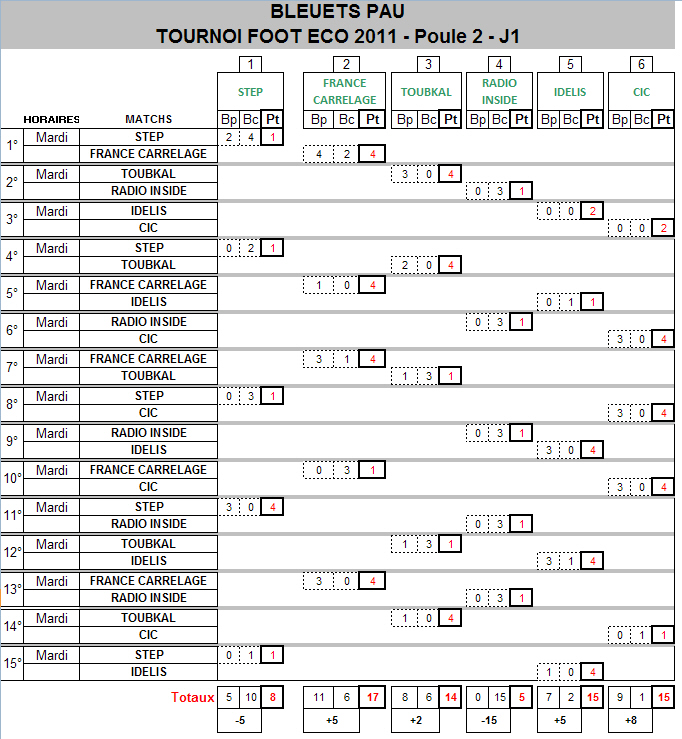 BLEUETS PAU
TOURNOI FOOT ECO 2011 - Poule 2 - J1
1 2 3 4 5 6
STEP FRANCE CARRELAGE TOUBKAL RADIO INSIDE IDELIS CIC
HORAIRES MATCHS Bp Bc Pt Bp Bc Pt Bp Bc Pt Bp Bc Pt Bp Bc Pt Bp Bc Pt
1° Mardi STEP 2 4 1
FRANCE CARRELAGE 4 2 4
2° Mardi TOUBKAL 3 0 4
RADIO INSIDE 0 3 1
3° Mardi IDELIS 0 0 2
CIC 0 0 2
4° Mardi STEP 0 2 1
TOUBKAL 2 0 4
5° Mardi FRANCE CARRELAGE 1 0 4
IDELIS 0 1 1
6° Mardi RADIO INSIDE 0 3 1
CIC 3 0 4
7° Mardi FRANCE CARRELAGE 3 1 4
TOUBKAL 1 3 1
8° Mardi STEP 0 3 1
CIC 3 0 4
9° Mardi RADIO INSIDE 0 3 1
IDELIS 3 0 4
10° Mardi FRANCE CARRELAGE 0 3 1
CIC 3 0 4
11° Mardi STEP 3 0 4
RADIO INSIDE 0 3 1
12° Mardi TOUBKAL 1 3 1
IDELIS 3 1 4
13° Mardi FRANCE CARRELAGE 3 0 4
RADIO INSIDE 0 3 1
14° Mardi TOUBKAL 1 0 4
CIC 0 1 1
15° Mardi STEP 0 1 1
IDELIS 1 0 4
Totaux 5 10 8 11 6 17 8 6 14 0 15 5 7 2 15 9 1 15
-5 +5 +2 -15 +5 +8